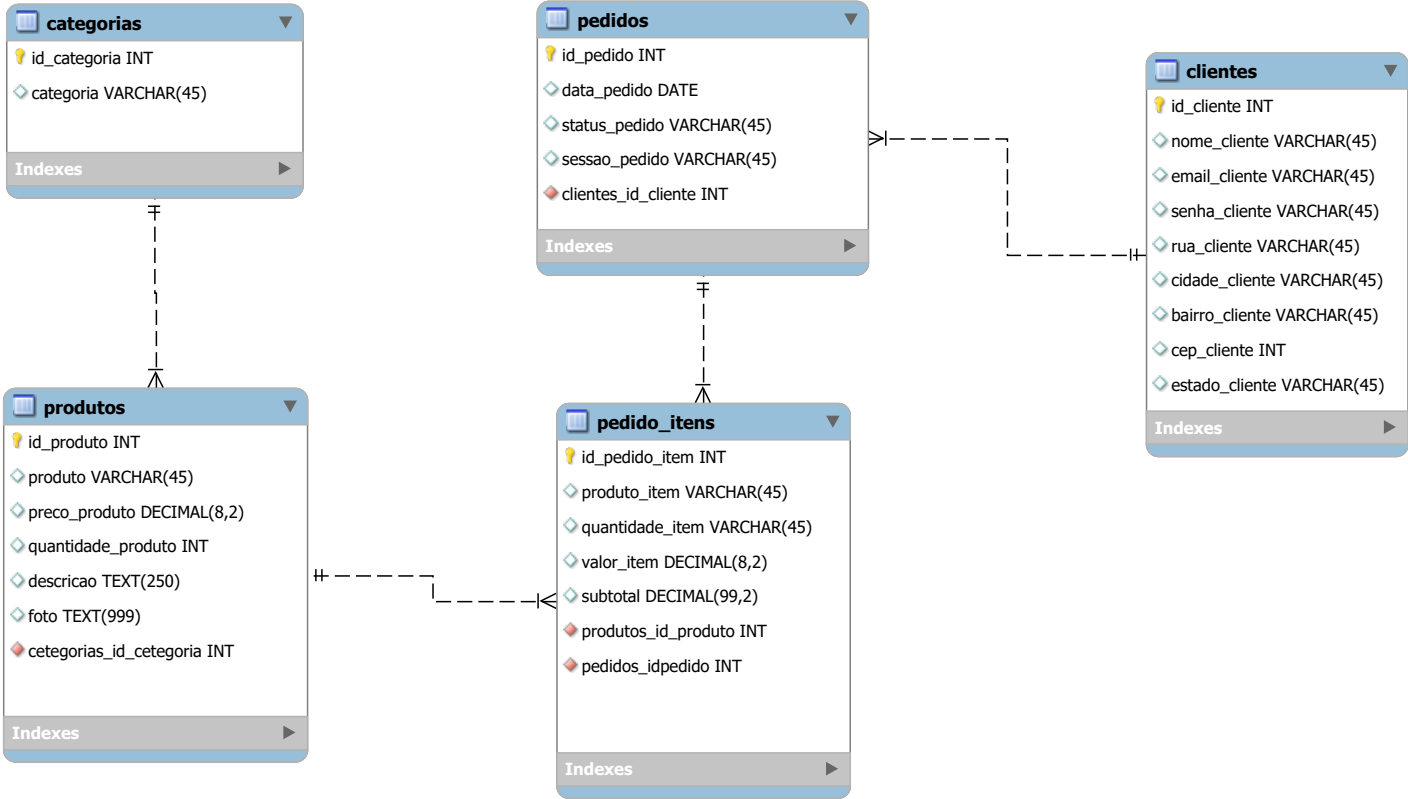 categorias
id_categoria INT
categoria VARCHAR(45)
Indexes
pedidos
id_pedido INT
data_pedido DATE
status_pedido VARCHAR(45)
sessao_pedido VARCHAR(45)
clientes_id_cliente INT
Indexes
clientes
id_cliente INT
nome_cliente VARCHAR(45)
email_cliente VARCHAR(45)
senha_cliente VARCHAR(45)
rua_cliente VARCHAR(45)
cidade_cliente VARCHAR(45)
bairro_cliente VARCHAR(45)
cep_cliente INT
estado_cliente VARCHAR(45)
Indexes
produtos
id_produto INT
produto VARCHAR(45)
preco_produto DECIMAL(8,2)
quantidade_produto INT
descricao TEXT(250)
foto TEXT(999)
cetegorias_id_cetegoria INT
Indexes
pedido_itens
id_pedido_item INT
produto_item VARCHAR(45)
quantidade_item VARCHAR(45)
valor_item DECIMAL(8,2)
subtotal DECIMAL(99,2)
produtos_id_produto INT
pedidos_idpedido INT
Indexes